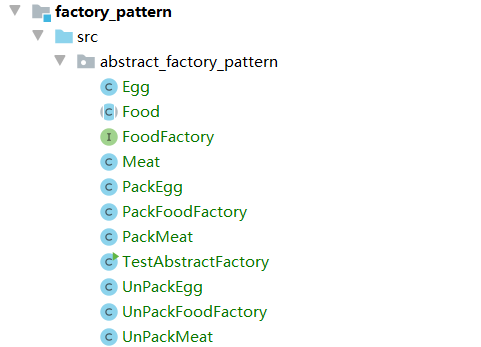 factory_pattern
src
abstract_factory_pattern
C Egg
C Food
I FoodFactory
C Meat
C PackEgg
C PackFoodFactory
C PackMeat
C TestAbstractFactory
C UnPackEgg
C UnPackFoodFactory
C UnPackMeat